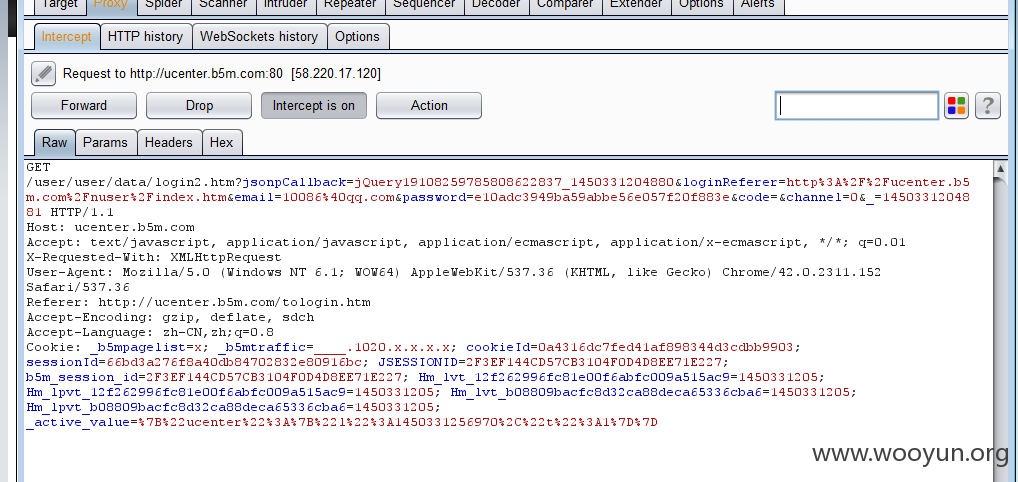 Target Proxy Spider Scanner Intruder Repeater Sequencer Decoder Comparer Extender Options Alerts
Intercept HTTP history WebSockets history Options
Request to http://ucenter.b5m.com:80 [58.220.17.120]
Forward Drop Intercept is on Action ?
Raw Params Headers Hex
GET
/user/user/data/login2.htm?jsonpCallback=jQuery19108259785808622837_1450331204880&loginReferer=http%3A%2F%2Fucenter.b5
m.com%2Fnuser%2Findex.htm&email=10086%40qq.com&password=e10adc3949ba59abbe56e057f20f883e&code=&channel=0&_=14503312048
81 HTTP/1.1
Host: ucenter.b5m.com
Accept: text/javascript, application/javascript, application/ecmascript, application/x-ecmascript, */*; q=0.01
X-Requested-With: XMLHttpRequest
User-Agent: Mozilla/5.0 (Windows NT 6.1; WOW64) AppleWebKit/537.36 (KHTML, like Gecko) Chrome/42.0.2311.152
Safari/537.36
Referer: http://ucenter.b5m.com/tologin.htm
Accept-Encoding: gzip, deflate, sdch
Accept-Language: zh-CN,zh;q=0.8
Cookie: _b5mpagelist=x; _b5mtraffic=____.1020.x.x.x.x; cookieId=0a4316dc7fed41af898344d3cdbb9903;
sessionId=66bd3a276f8a40db84702832e80916bc; JSESSIONID=2F3EF144CD57CB3104F0D4D8EE71E227;
b5m_session_id=2F3EF144CD57CB3104F0D4D8EE71E227; Hm_lvt_12f262996fc81e00f6abfc009a515ac9=1450331205;
Hm_lpvt_12f262996fc81e00f6abfc009a515ac9=1450331205; Hm_lvt_b08809bacfc8d32ca88deca65336cba6=1450331205;
Hm_lpvt_b08809bacfc8d32ca88deca65336cba6=1450331205;
_active_value=%7B%22ucenter%22%3A%7B%22l%22%3A1450331256970%2C%22t%22%3A1%7D%7D
www.wooyun.org